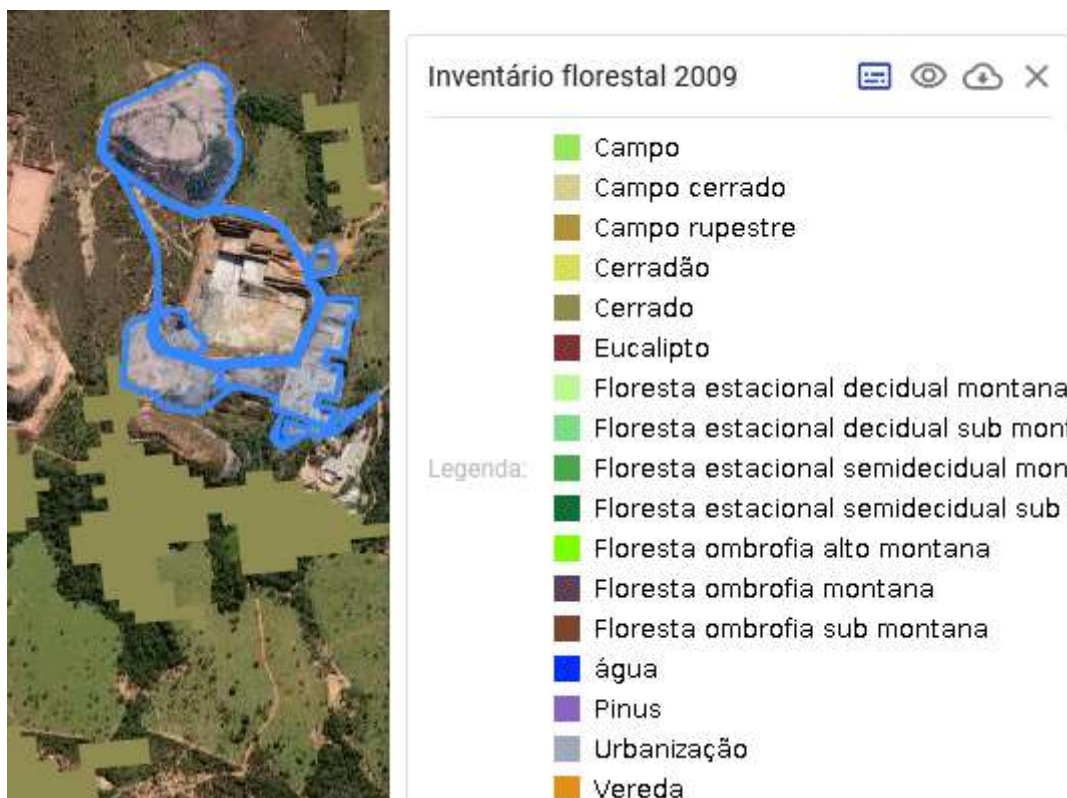 Inventário florestal 2009
Campo
Campo cerrado
Campo rupestre
Cerradão
Cerrado
Eucalipto
Floresta estacional decidual montana
Floresta estacional decidual sub mont
Legenda:
Floresta estacional semidecidual mon
Floresta estacional semidecidual sub
Floresta ombrofia alto montana
Floresta ombrofia montana
Floresta ombrofia sub montana
água
Pinus
Urbanização
Vereda